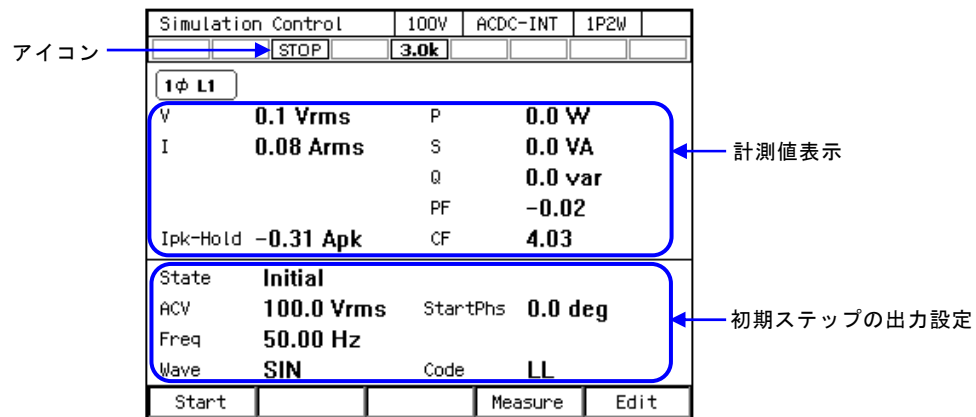 Simulation Control 100V ACDC-INT 1P2W
アイコン STOP 3.0k
1φ L1
V 0.1 Vrms P 0.0 W
I 0.08 Arms S 0.0 VA
計測値表示
Q 0.0 var
PF -0.02
Ipk-Hold -0.31 Apk CF 4.03
State Initial
ACV 100.0 Vrms StartPhs 0.0 deg
初期ステップの出力設定
Freq 50.00 Hz
Wave SIN Code LL
Start Measure Edit